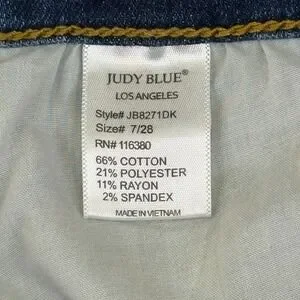 JUDY BLUE®
LOS ANGELES
Style# JB8271DK
Size# 7/28
RN# 116380
66% COTTON
21% POLYESTER
11% RAYON
2% SPANDEX
MADE IN VIETNAM